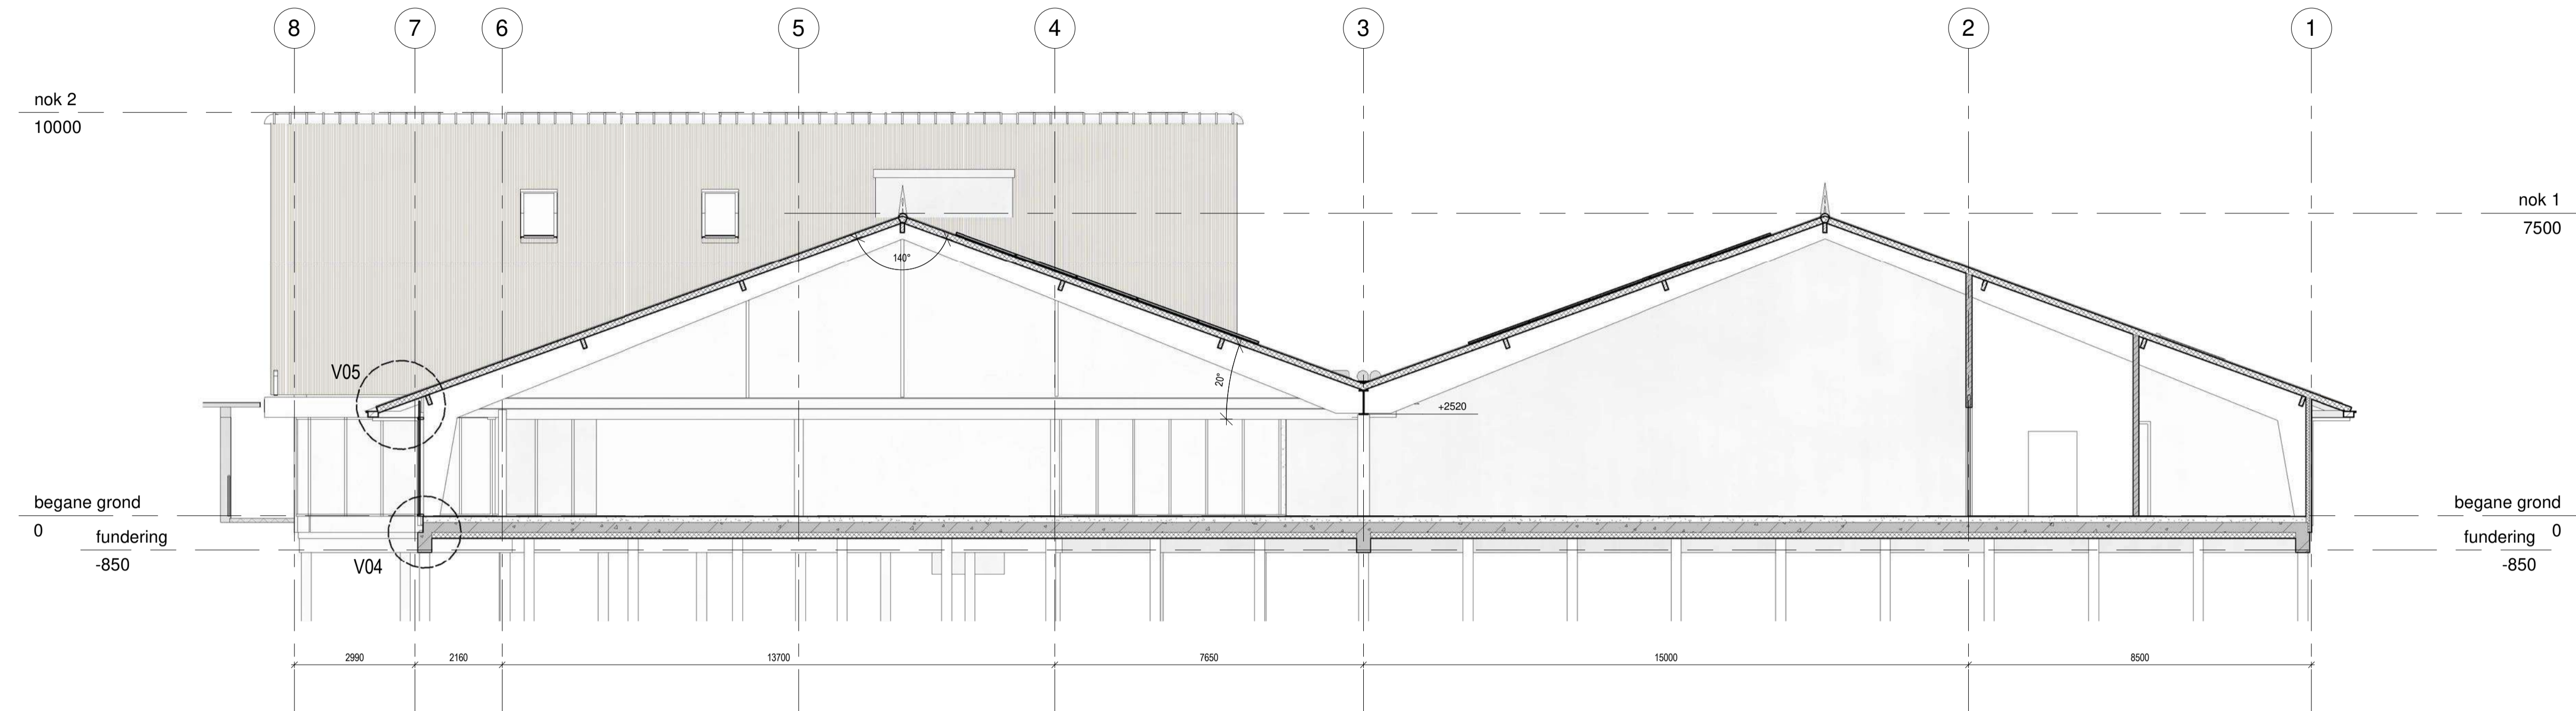 8 7 6 5 4 3 2 1
nok 2
10000
nok 1
7500
140°
V05
20°
+2520
begane grond
0
fundering
-850
V04
begane grond
0
fundering
-850
2990 2160 13700 7650 15000 8500